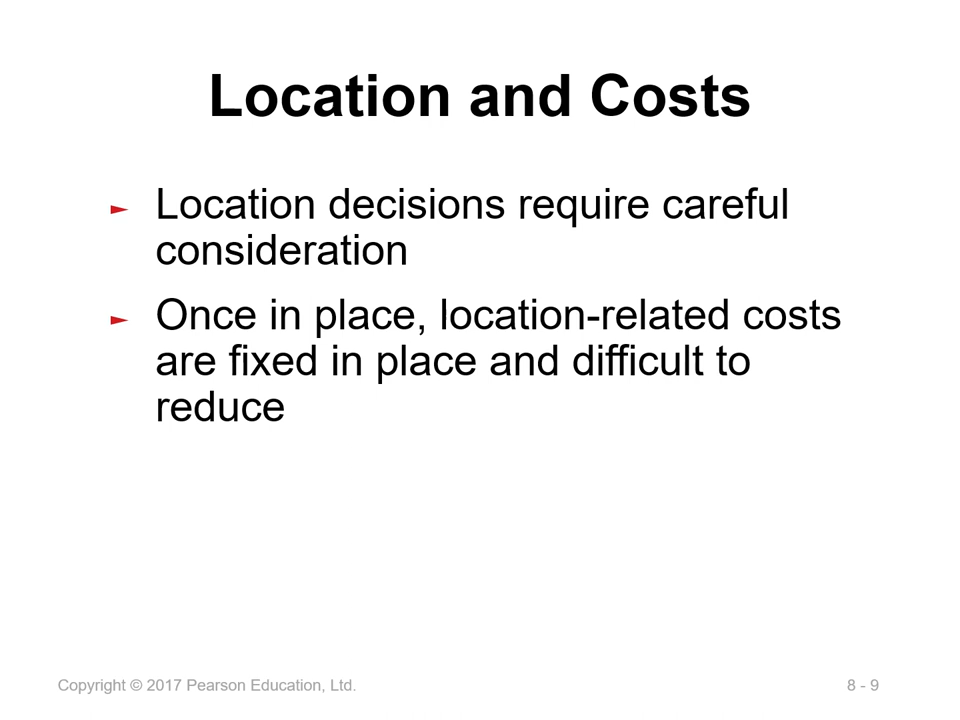 Location and Costs
► Location decisions require careful
consideration
► Once in place, location-related costs
are fixed in place and difficult to
reduce
Copyright © 2017 Pearson Education, Ltd.
8 - 9